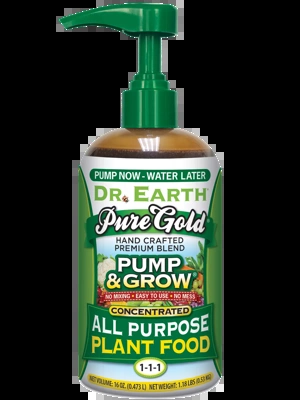 PUMP NOW - WATER LATER
DR. EARTH®
Pure Gold®
HAND CRAFTED
PREMIUM BLEND
PUMP
& GROW®
NO MIXING • EASY TO USE • NO MESS
CONCENTRATED
ALL PURPOSE
PLANT FOOD
1-1-1
NET VOLUME: 16 OZ. (0.473 L) NET WEIGHT: 1.18 LBS (0.53 KG)